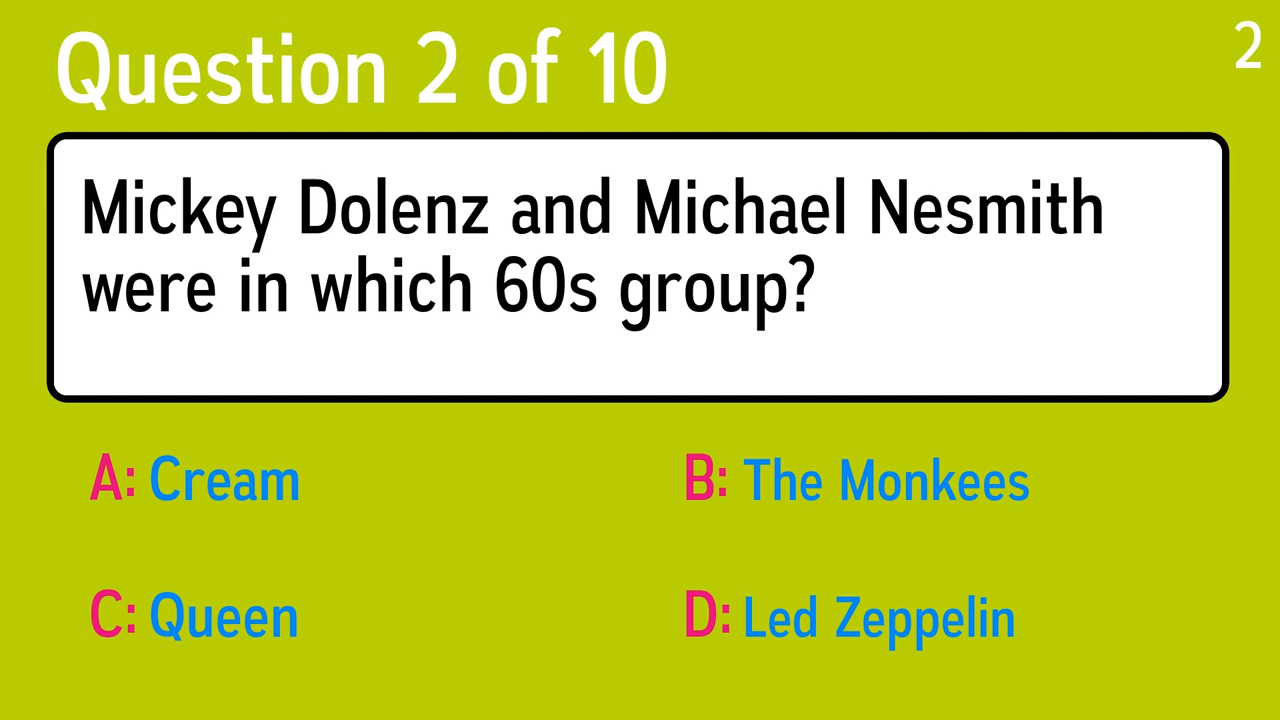 Question 2 of 10
2
Mickey Dolenz and Michael Nesmith
were in which 60s group?
A: Cream
B: The Monkees
C: Queen
D: Led Zeppelin